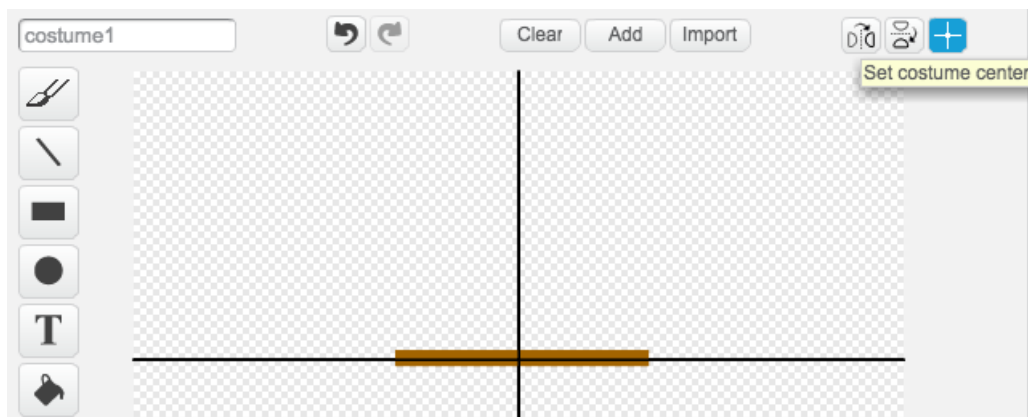 costume1
Clear
Add
Import
Set costume center
T